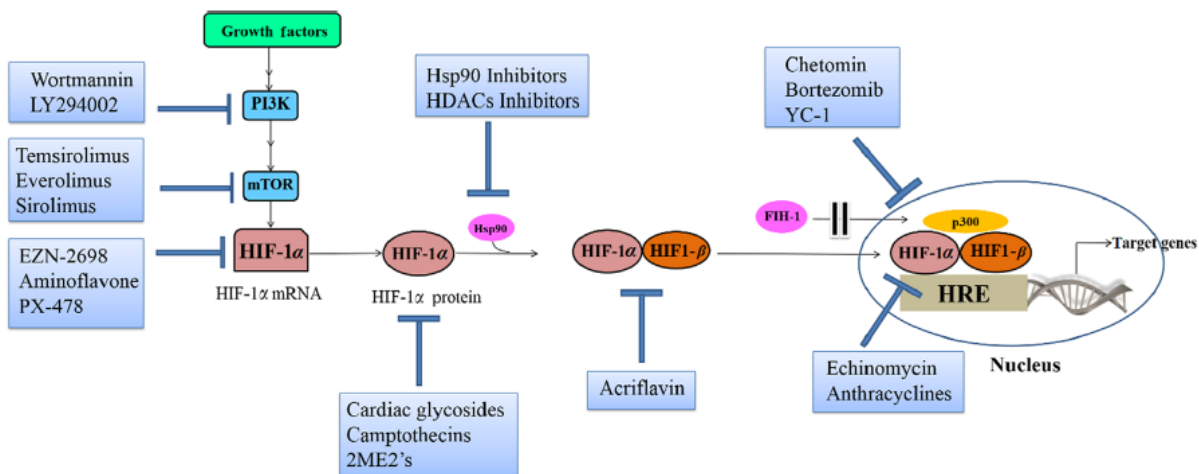 Growth factors
Wortmannin
LY294002
PI3K
Temsirolimus
Everolimus
Sirolimus
mTOR
EZN-2698
Aminoflavone
PX-478
HIF-1α
HIF-1α mRNA
HIF-1α
HIF-1α protein
Hsp90 Inhibitors
HDACs Inhibitors
Hsp90
Cardiac glycosides
Camptothecins
2ME2's
HIF-1α
HIF1-β
Acriflavin
Chetomin
Bortezomib
YC-1
FIH-1
p300
HIF-1α
HIF1-β
Target genes
HRE
Nucleus
Echinomycin
Anthracyclines